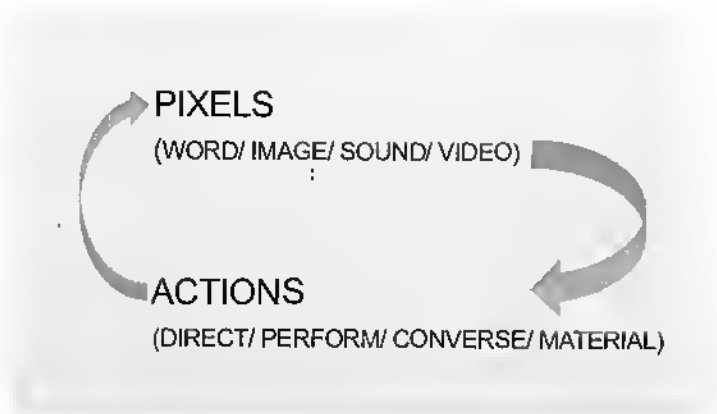 PIXELS
(WORD/ IMAGE/ SOUND/ VIDEO)
ACTIONS
(DIRECT/ PERFORM/ CONVERSE/ MATERIAL)